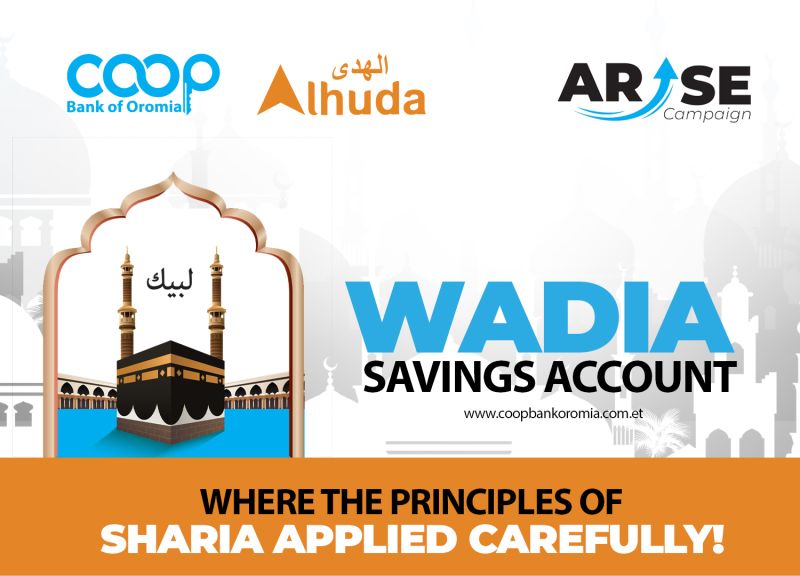 coop
Bank of Oromia
الهدى
Alhuda
ARISE
Campaign
لبيك
WADIA
SAVINGS ACCOUNT
www.coopbankoromia.com.et
WHERE THE PRINCIPLES OF
SHARIA APPLIED CAREFULLY!